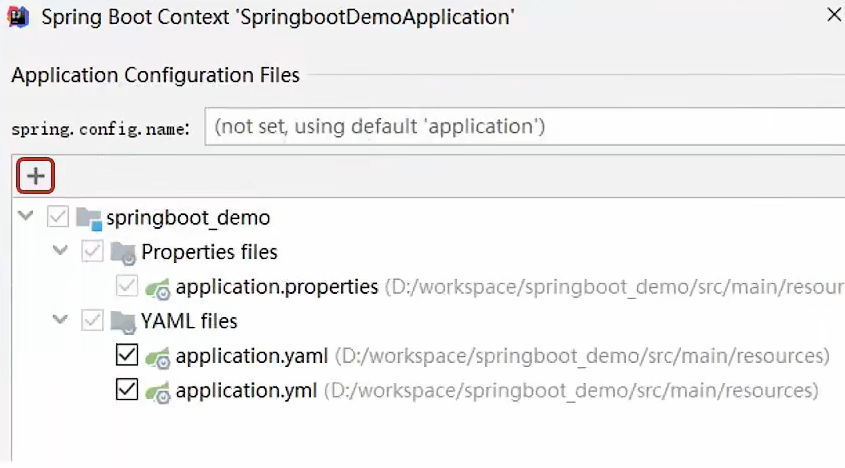 Spring Boot Context 'SpringbootDemoApplication'
Application Configuration Files
spring.config.name: (not set, using default 'application')
springboot_demo
Properties files
application.properties (D:/workspace/springboot_demo/src/main/resour
YAML files
application.yaml (D:/workspace/springboot_demo/src/main/resources)
application.yml (D:/workspace/springboot_demo/src/main/resources)